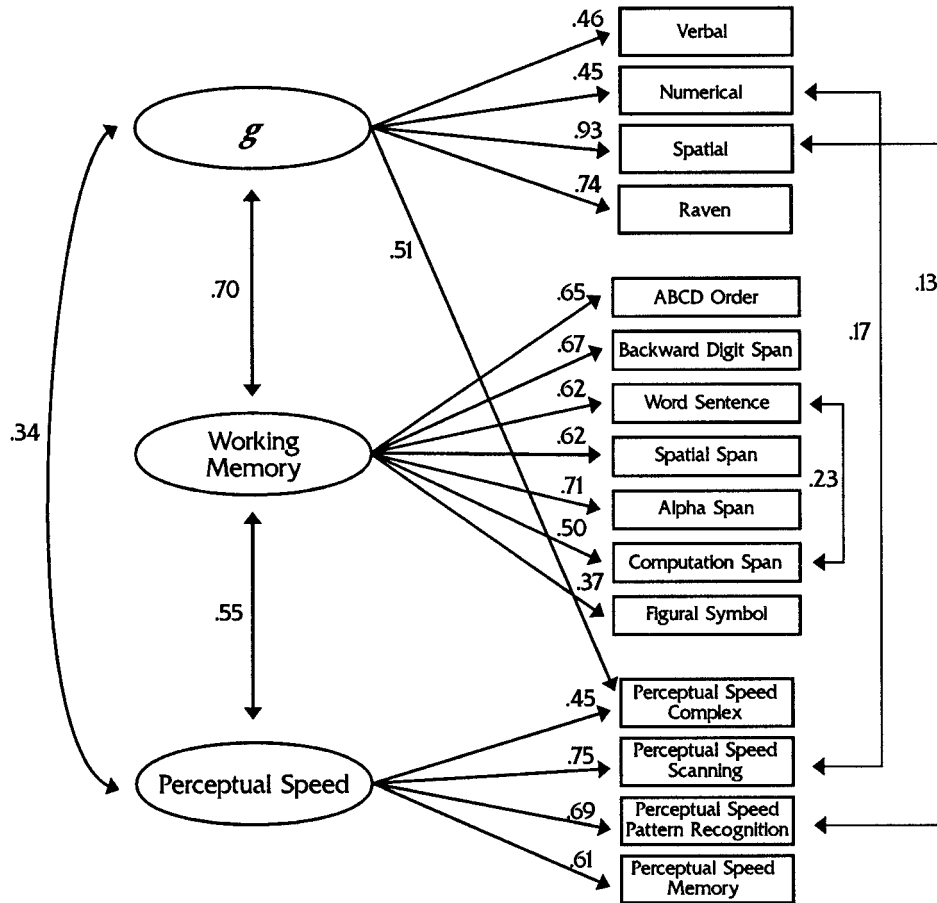 .46
Verbal
.45
Numerical
g
.93
Spatial
.74
Raven
.51
.70
.65
ABCD Order
.13
.67
Backward Digit Span
.17
.62
Word Sentence
.34
Working
Memory
.62
Spatial Span
.23
.71
Alpha Span
.50
Computation Span
.37
Figural Symbol
.55
.45
Perceptual Speed
Complex
.75
Perceptual Speed
Scanning
Perceptual Speed
.69
Perceptual Speed
Pattern Recognition
.61
Perceptual Speed
Memory